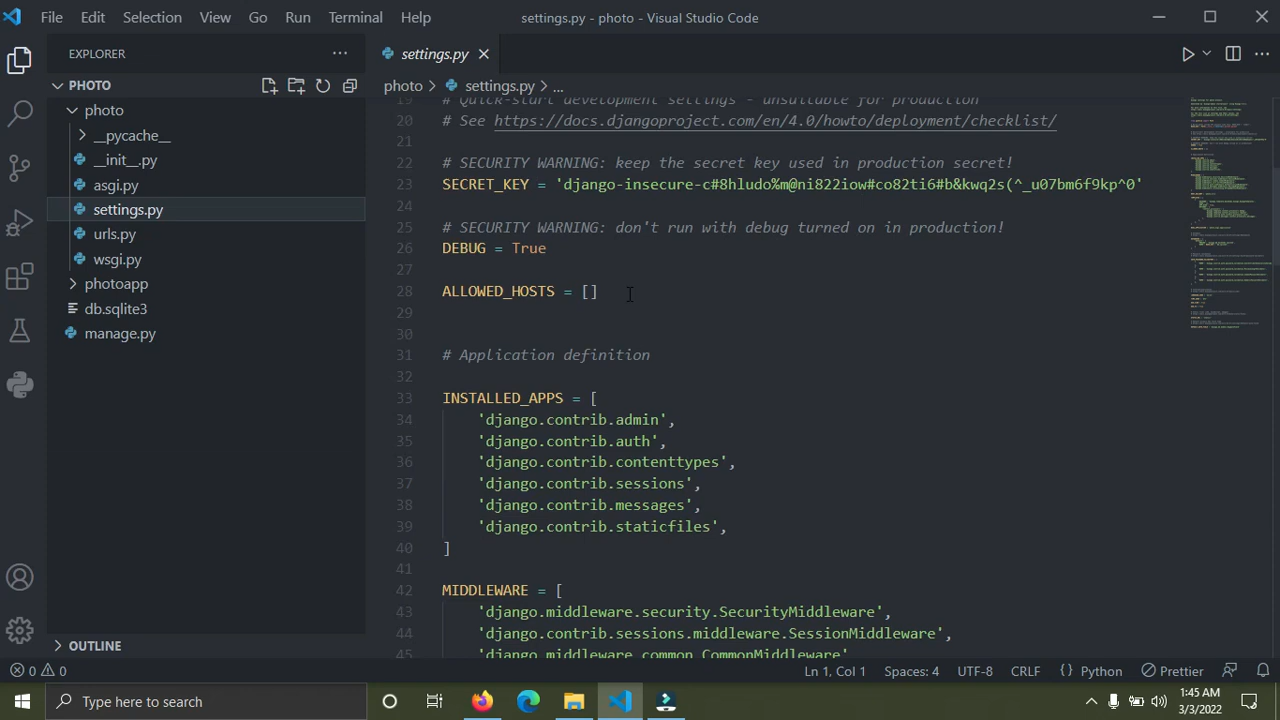 File Edit Selection View Go Run Terminal Help
settings.py - photo - Visual Studio Code
EXPLORER
PHOTO
photo
__pycache__
__init__.py
asgi.py
settings.py
urls.py
wsgi.py
photoapp
db.sqlite3
manage.py
OUTLINE
settings.py
photo > settings.py > ...
19 # Quick-start development settings - unsuitable for production
20 # See https://docs.djangoproject.com/en/4.0/howto/deployment/checklist/
21
22 # SECURITY WARNING: keep the secret key used in production secret!
23 SECRET_KEY = 'django-insecure-c#8hludo%m@ni822iow#co82ti6#b&kwq2s(^_u07bm6f9kp^0'
24
25 # SECURITY WARNING: don't run with debug turned on in production!
26 DEBUG = True
27
28 ALLOWED_HOSTS = []
29
30
31 # Application definition
32
33 INSTALLED_APPS = [
34 'django.contrib.admin',
35 'django.contrib.auth',
36 'django.contrib.contenttypes',
37 'django.contrib.sessions',
38 'django.contrib.messages',
39 'django.contrib.staticfiles',
40 ]
41
42 MIDDLEWARE = [
43 'django.middleware.security.SecurityMiddleware',
44 'django.contrib.sessions.middleware.SessionMiddleware',
45 'django.middleware.common.CommonMiddleware'
0 0
Ln 1, Col 1 Spaces: 4 UTF-8 CRLF Python Prettier
Type here to search
1:45 AM
3/3/2022